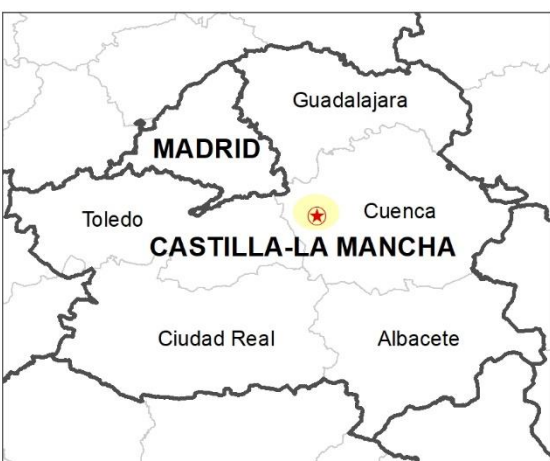 Guadalajara
MADRID
Toledo
Cuenca
CASTILLA-LA MANCHA
Ciudad Real
Albacete